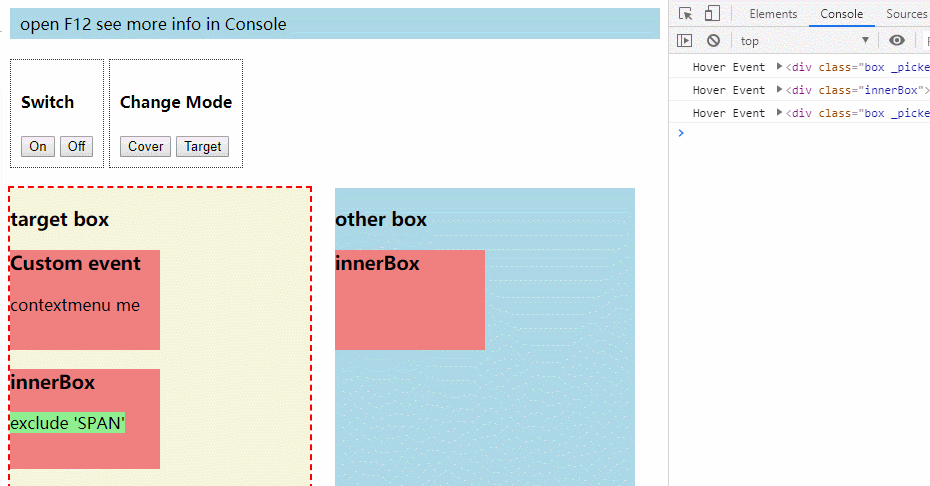 open F12 see more info in Console
Switch
On Off
Change Mode
Cover Target
target box
Custom event
contextmenu me
innerBox
exclude 'SPAN'
other box
innerBox
Elements Console Sources
top
Hover Event <div class="box _picke
Hover Event <div class="innerBox">
Hover Event <div class="box _picke